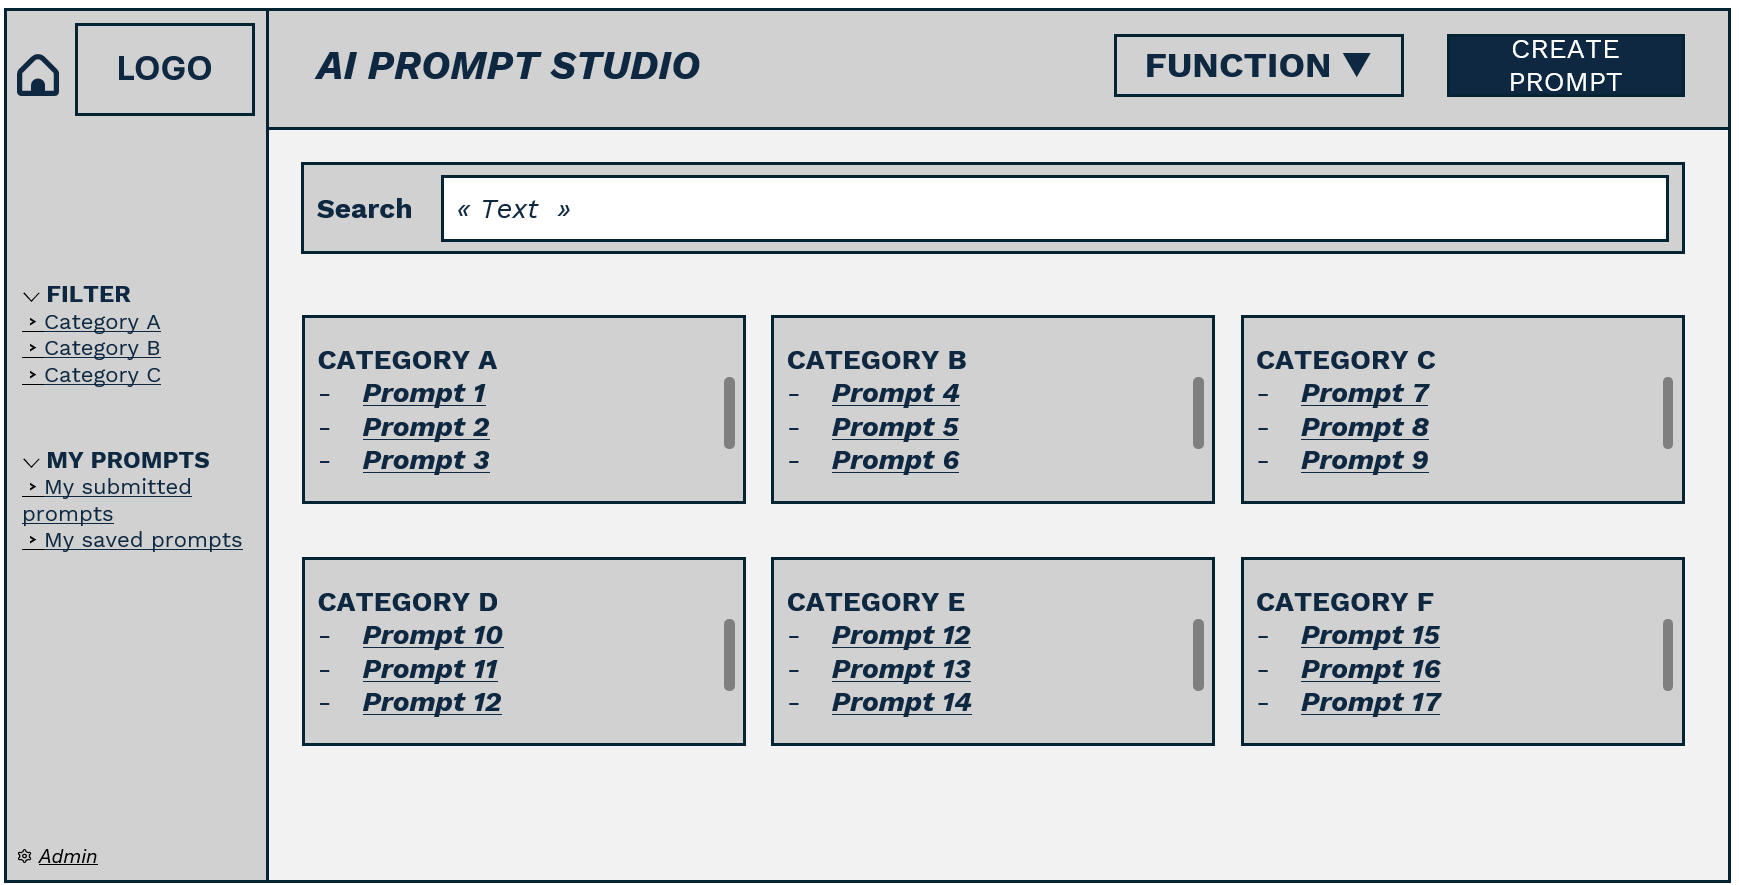 LOGO
AI PROMPT STUDIO
FUNCTION ▼
CREATE
PROMPT
Search
« Text »
FILTER
> Category A
> Category B
> Category C
MY PROMPTS
> My submitted
prompts
> My saved prompts
Admin
CATEGORY A
- Prompt 1
- Prompt 2
- Prompt 3
CATEGORY B
- Prompt 4
- Prompt 5
- Prompt 6
CATEGORY C
- Prompt 7
- Prompt 8
- Prompt 9
CATEGORY D
- Prompt 10
- Prompt 11
- Prompt 12
CATEGORY E
- Prompt 12
- Prompt 13
- Prompt 14
CATEGORY F
- Prompt 15
- Prompt 16
- Prompt 17